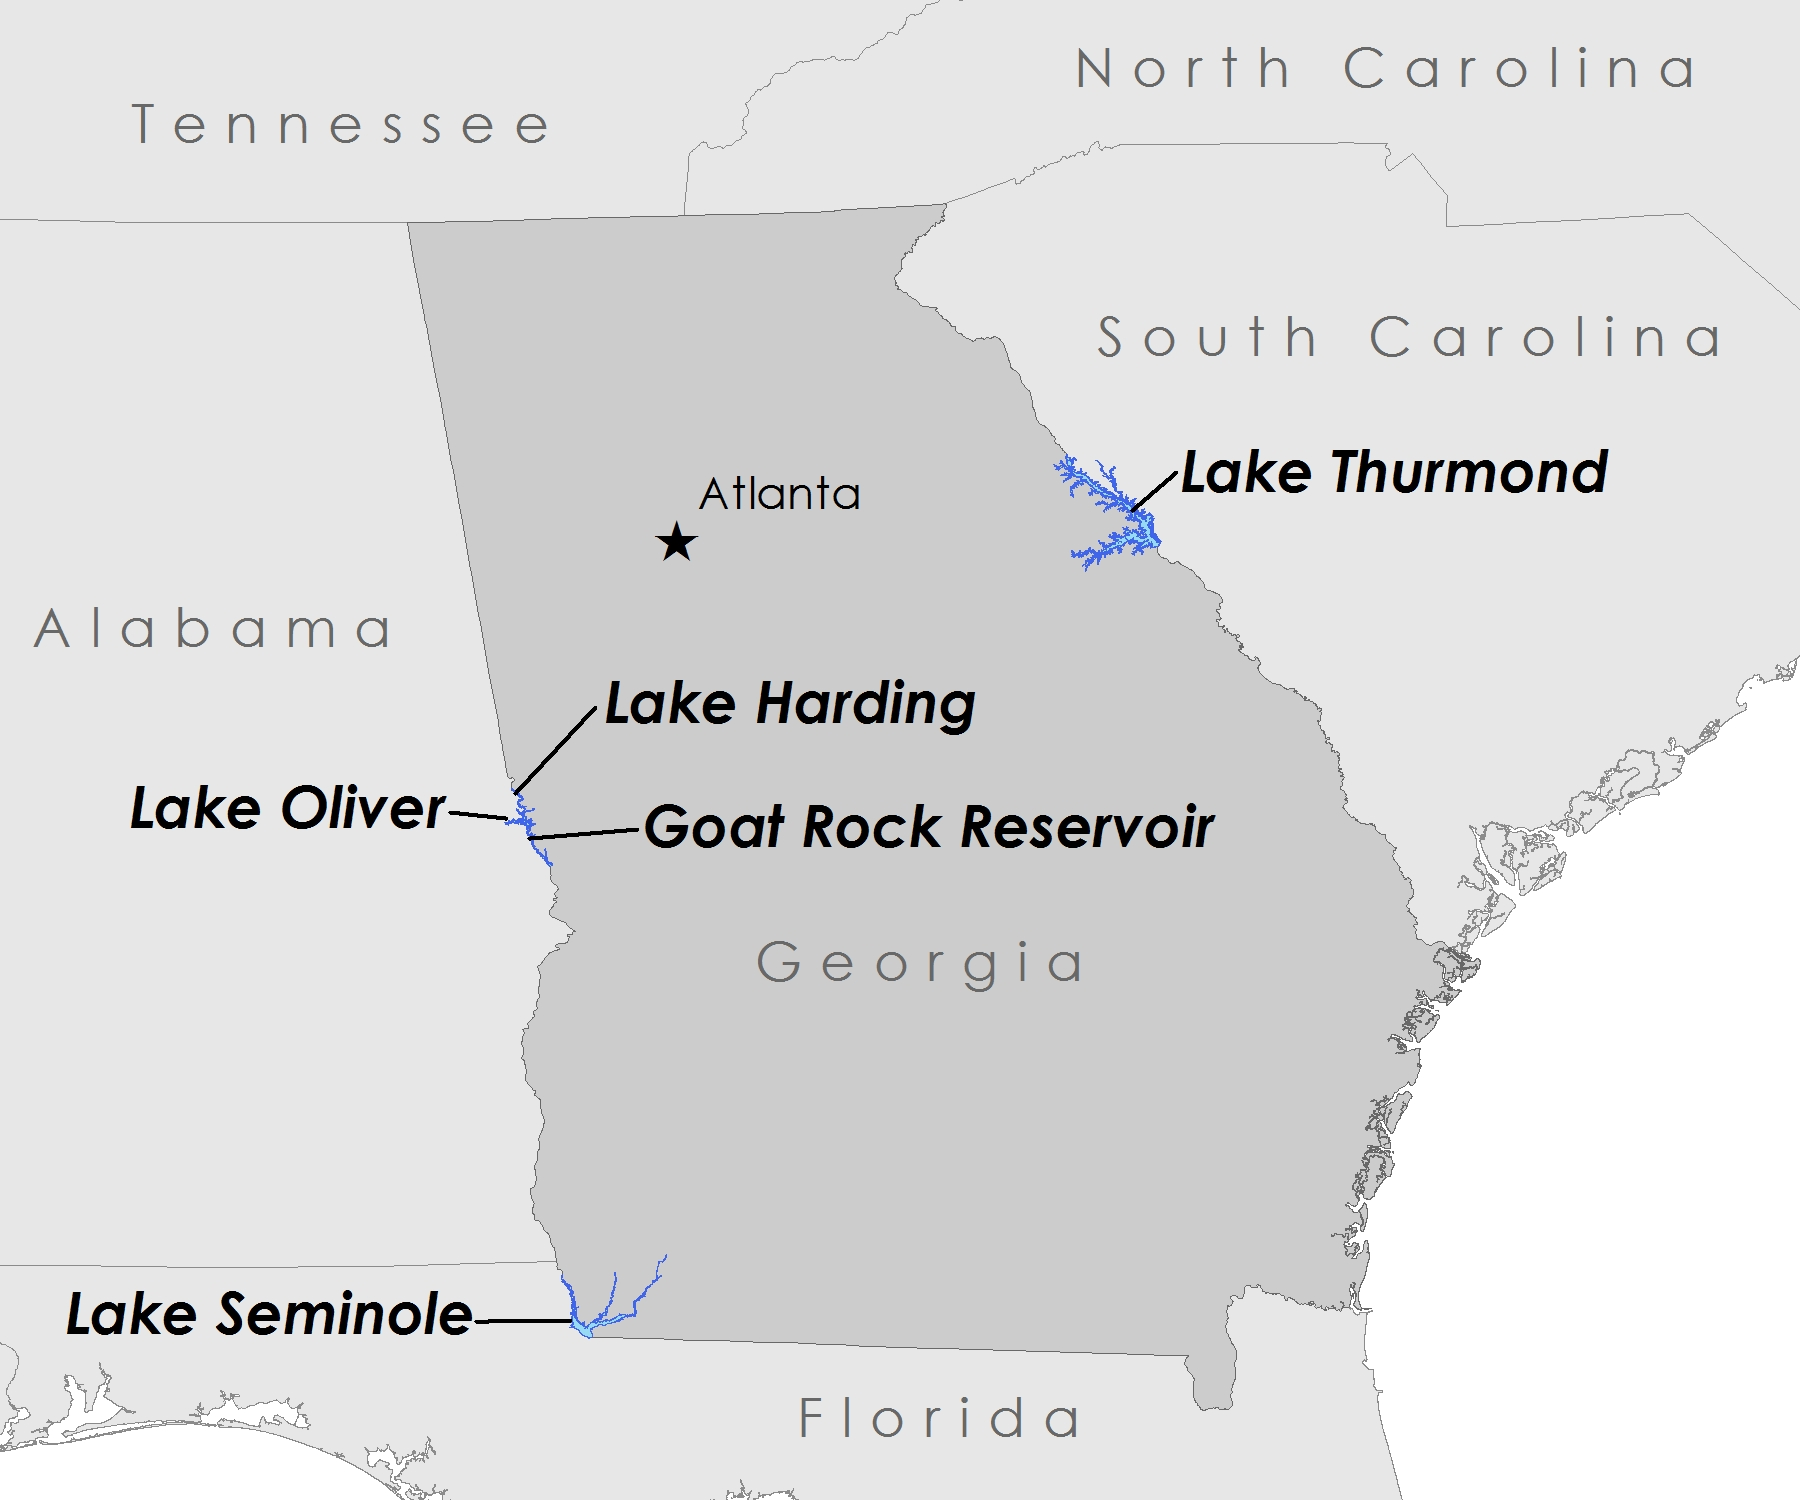 North Carolina
Tennessee
South Carolina
Lake Thurmond
Atlanta
Alabama
Lake Harding
Lake Oliver
Goat Rock Reservoir
Georgia
Lake Seminole
Florida